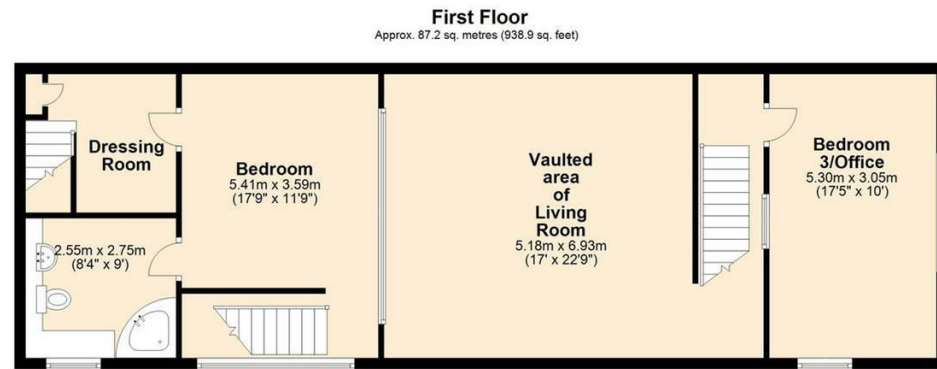 First Floor
Approx. 87.2 sq. metres (938.9 sq. feet)
Dressing
Room
Bedroom
5.41m x 3.59m
(17'9" x 11'9")
Vaulted
area
of
Living
Room
5.18m x 6.93m
(17' x 22'9")
Bedroom
3/Office
5.30m x 3.05m
(17'5" x 10')
2.55m x 2.75m
(8'4" x 9')